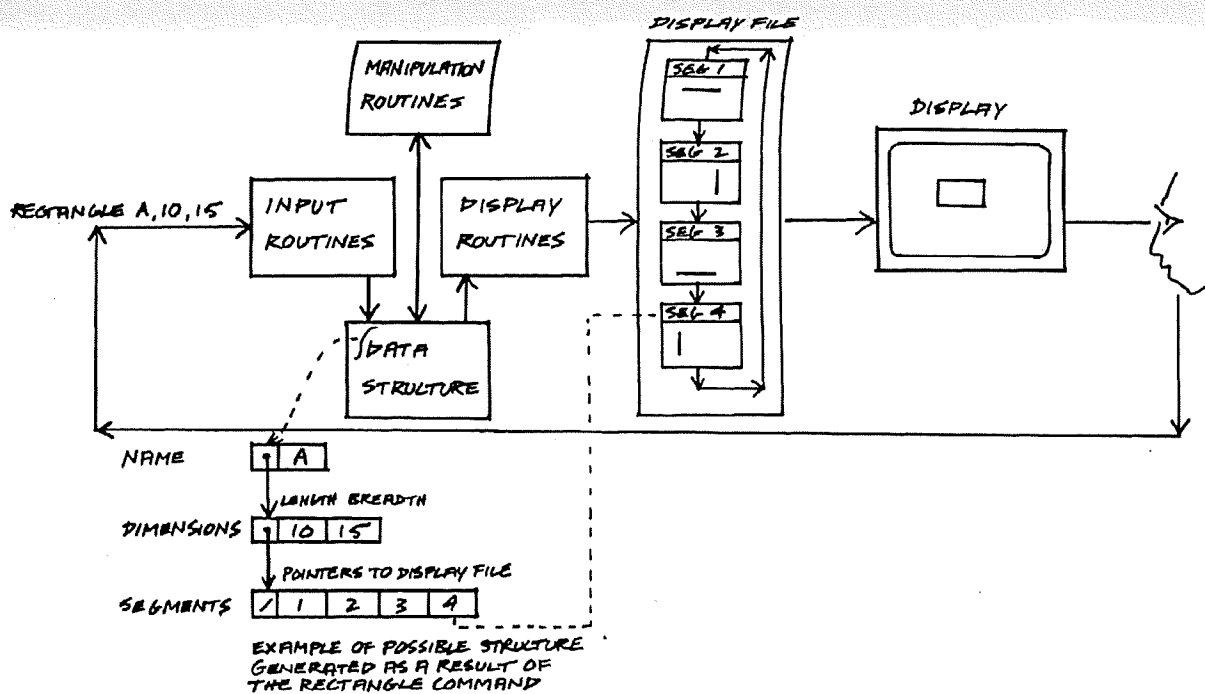 DISPLAY FILE
MANIPULATION
ROUTINES
SEG 1
DISPLAY
SEG 2
RECTANGLE A, 10, 15
INPUT
ROUTINES
DISPLAY
ROUTINES
SEG 3
SEG 4
DATA
STRUCTURE
NAME
A
LENGTH BREADTH
DIMENSIONS
10 15
POINTERS TO DISPLAY FILE
SEGMENTS
/ 1 2 3 4
EXAMPLE OF POSSIBLE STRUCTURE
GENERATED AS A RESULT OF
THE RECTANGLE COMMAND